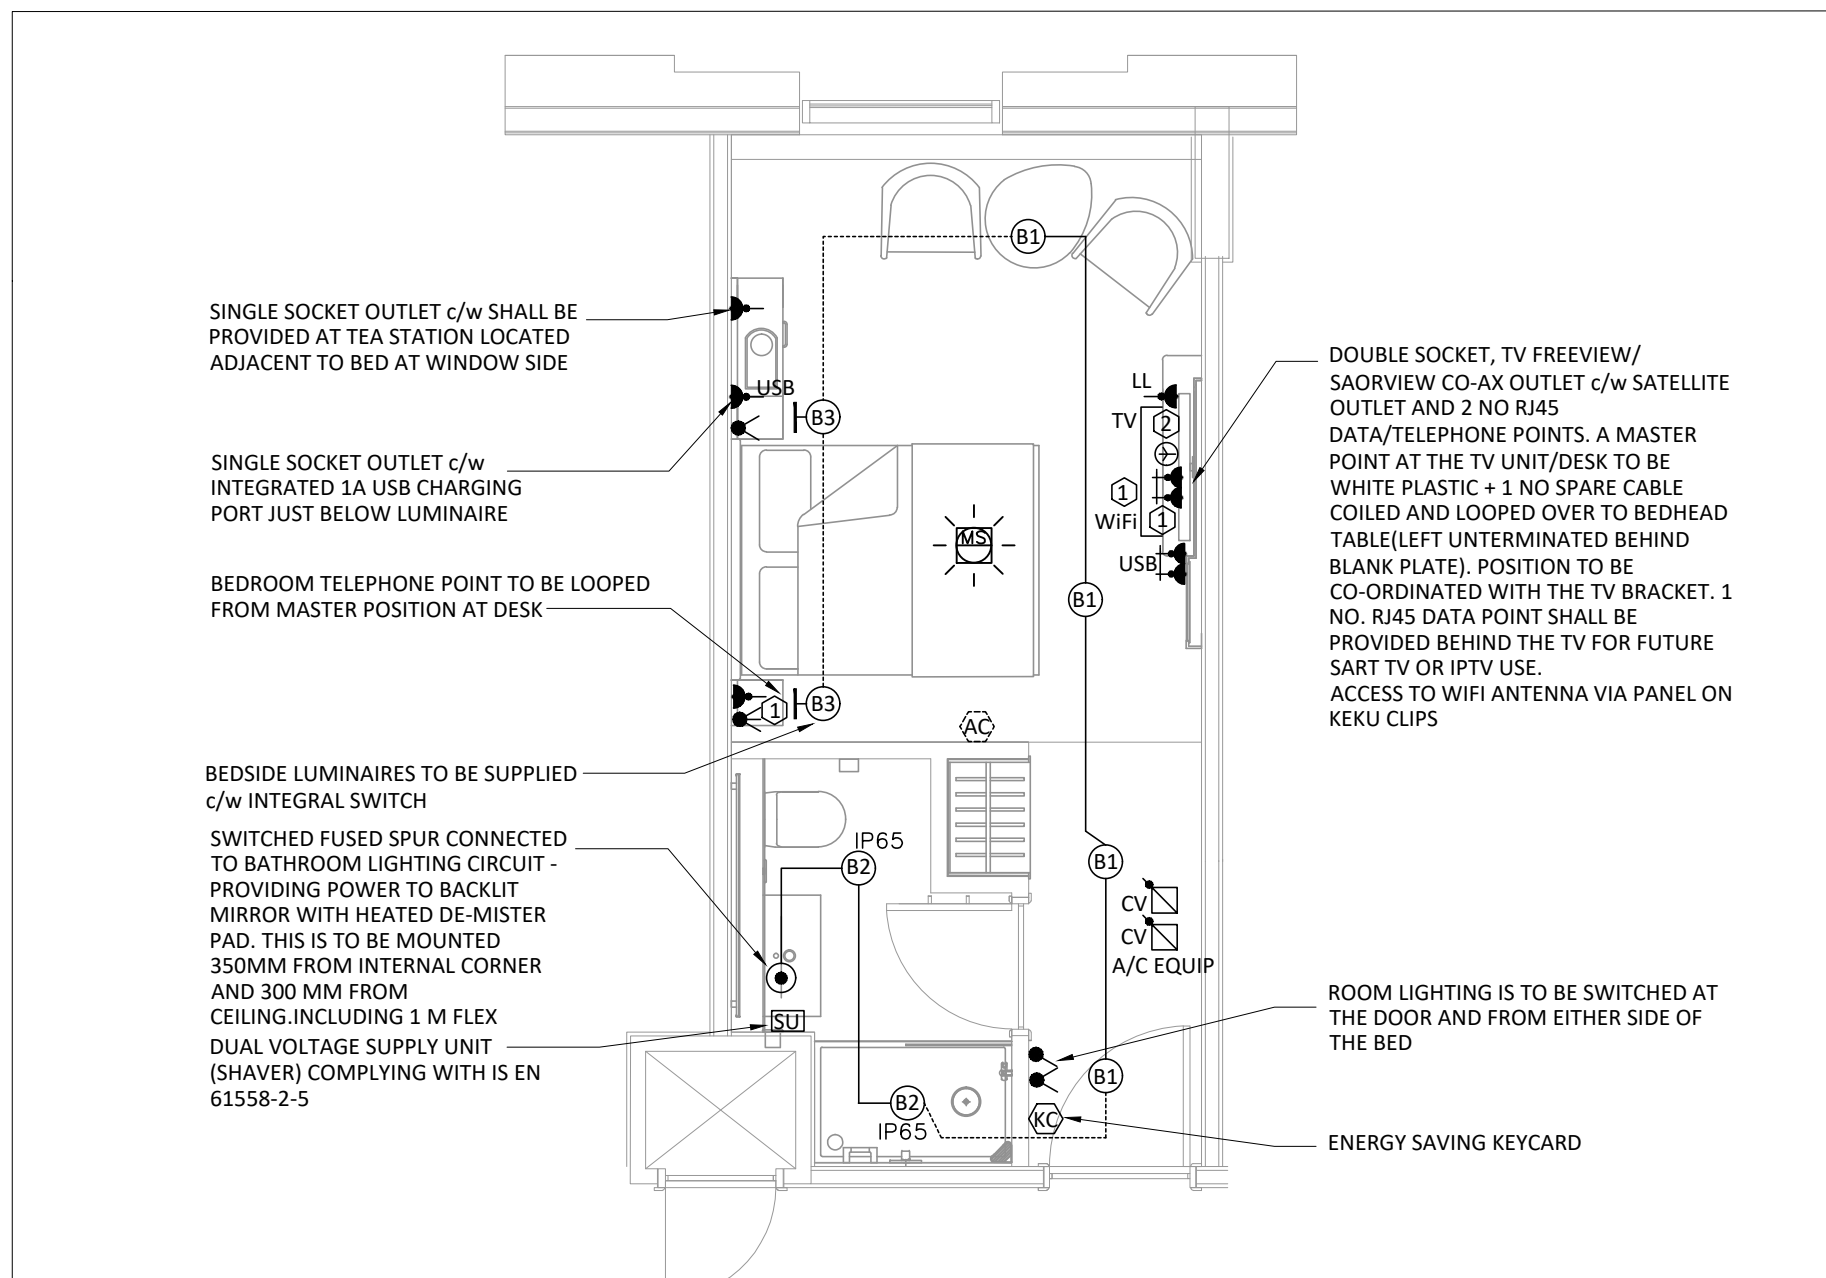 SINGLE SOCKET OUTLET c/w SHALL BE
PROVIDED AT TEA STATION LOCATED
ADJACENT TO BED AT WINDOW SIDE
SINGLE SOCKET OUTLET c/w
INTEGRATED 1A USB CHARGING
PORT JUST BELOW LUMINAIRE
BEDROOM TELEPHONE POINT TO BE LOOPED
FROM MASTER POSITION AT DESK
BEDSIDE LUMINAIRES TO BE SUPPLIED
c/w INTEGRAL SWITCH
SWITCHED FUSED SPUR CONNECTED
TO BATHROOM LIGHTING CIRCUIT -
PROVIDING POWER TO BACKLIT
MIRROR WITH HEATED DE-MISTER
PAD. THIS IS TO BE MOUNTED
350MM FROM INTERNAL CORNER
AND 300 MM FROM
CEILING.INCLUDING 1 M FLEX
DUAL VOLTAGE SUPPLY UNIT
(SHAVER) COMPLYING WITH IS EN
61558-2-5
B1
USB
B3
LL
TV
2
1
WiFi
1
USB
MS
B1
1
B3
AC
IP65
B2
B1
CV
CV
A/C EQUIP
SU
B2
IP65
B1
KC
DOUBLE SOCKET, TV FREEVIEW/
SAORVIEW CO-AX OUTLET c/w SATELLITE
OUTLET AND 2 NO RJ45
DATA/TELEPHONE POINTS. A MASTER
POINT AT THE TV UNIT/DESK TO BE
WHITE PLASTIC + 1 NO SPARE CABLE
COILED AND LOOPED OVER TO BEDHEAD
TABLE(LEFT UNTERMINATED BEHIND
BLANK PLATE). POSITION TO BE
CO-ORDINATED WITH THE TV BRACKET. 1
NO. RJ45 DATA POINT SHALL BE
PROVIDED BEHIND THE TV FOR FUTURE
SART TV OR IPTV USE.
ACCESS TO WIFI ANTENNA VIA PANEL ON
KEKU CLIPS
ROOM LIGHTING IS TO BE SWITCHED AT
THE DOOR AND FROM EITHER SIDE OF
THE BED
ENERGY SAVING KEYCARD